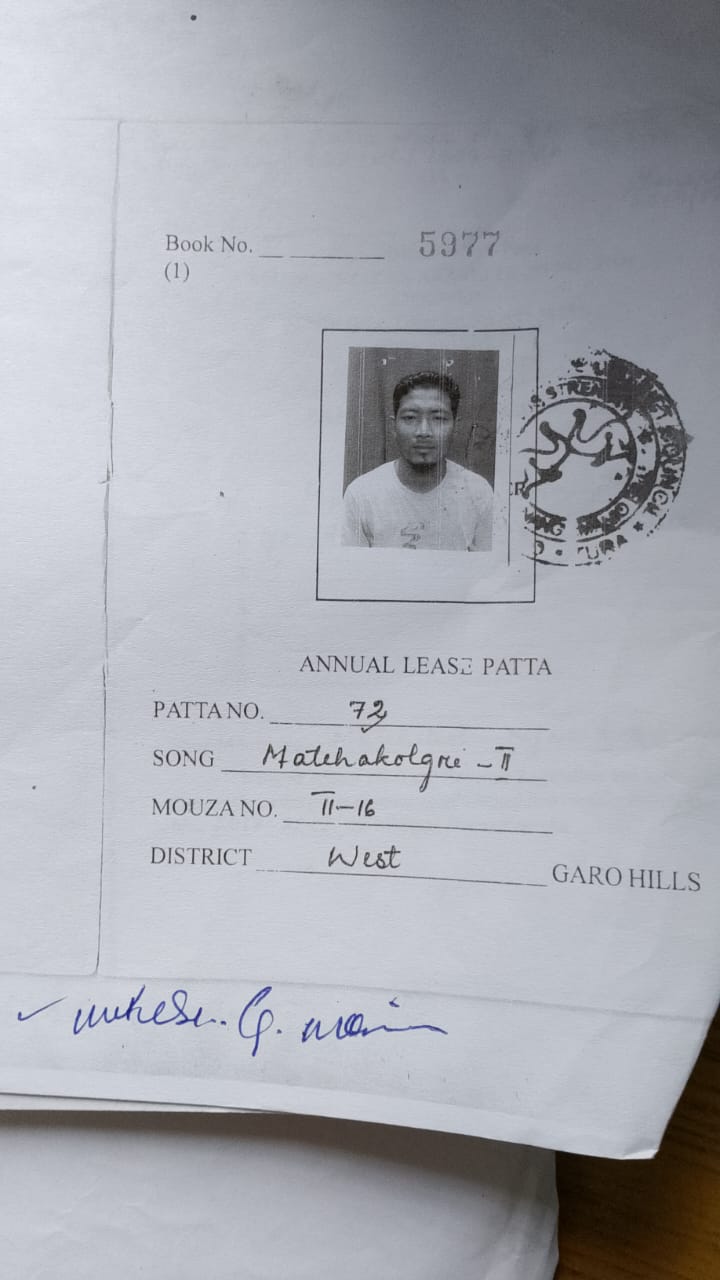 Book No. 5977
(1)
TURA
ANNUAL LEASE PATTA
PATTA NO. 72
SONG Matchakolgre - II
MOUZA NO. II-16
DISTRICT West GARO HILLS
G.